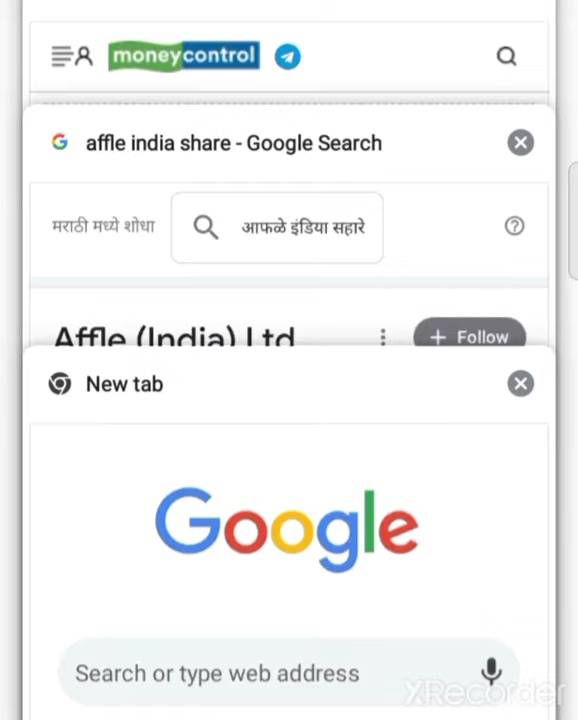 moneycontrol
affle india share - Google Search
मराठी मध्ये शोधा आफळे इंडिया सहारे
Affle (India) Ltd + Follow
New tab
Google
Search or type web address
XRecorder